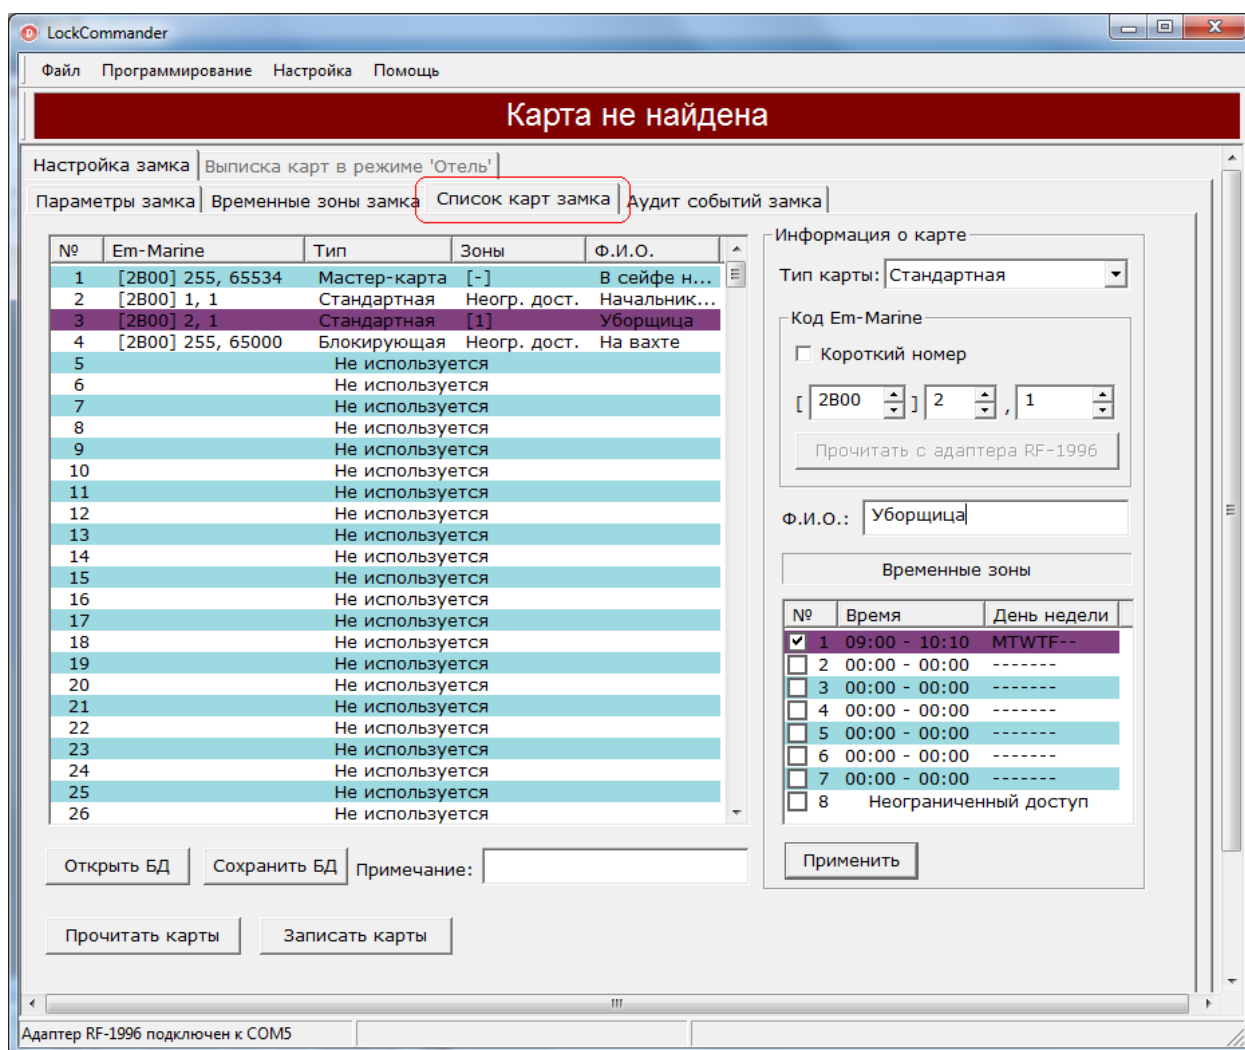 LockCommander
Файл Программирование Настройка Помощь
Карта не найдена
Настройка замка Выписка карт в режиме 'Отель'
Параметры замка Временные зоны замка Список карт замка Аудит событий замка
№ Em-Marine Тип Зоны Ф.И.О.
1 [2B00] 255, 65534 Мастер-карта [-] В сейфе н...
2 [2B00] 1, 1 Стандартная Неогр. дост. Начальник...
3 [2B00] 2, 1 Стандартная [1] Уборщица
4 [2B00] 255, 65000 Блокирующая Неогр. дост. На вахте
5 Не используется
6 Не используется
7 Не используется
8 Не используется
9 Не используется
10 Не используется
11 Не используется
12 Не используется
13 Не используется
14 Не используется
15 Не используется
16 Не используется
17 Не используется
18 Не используется
19 Не используется
20 Не используется
21 Не используется
22 Не используется
23 Не используется
24 Не используется
25 Не используется
26 Не используется
Открыть БД Сохранить БД Примечание:
Прочитать карты Записать карты
Информация о карте
Тип карты: Стандартная
Код Em-Marine
Короткий номер
[ 2B00 ] 2 , 1
Прочитать с адаптера RF-1996
Ф.И.О.: Уборщица
Временные зоны
№ Время День недели
1 09:00 - 10:10 MTWTF--
2 00:00 - 00:00 -------
3 00:00 - 00:00 -------
4 00:00 - 00:00 -------
5 00:00 - 00:00 -------
6 00:00 - 00:00 -------
7 00:00 - 00:00 -------
8 Неограниченный доступ
Применить
Адаптер RF-1996 подключен к COM5